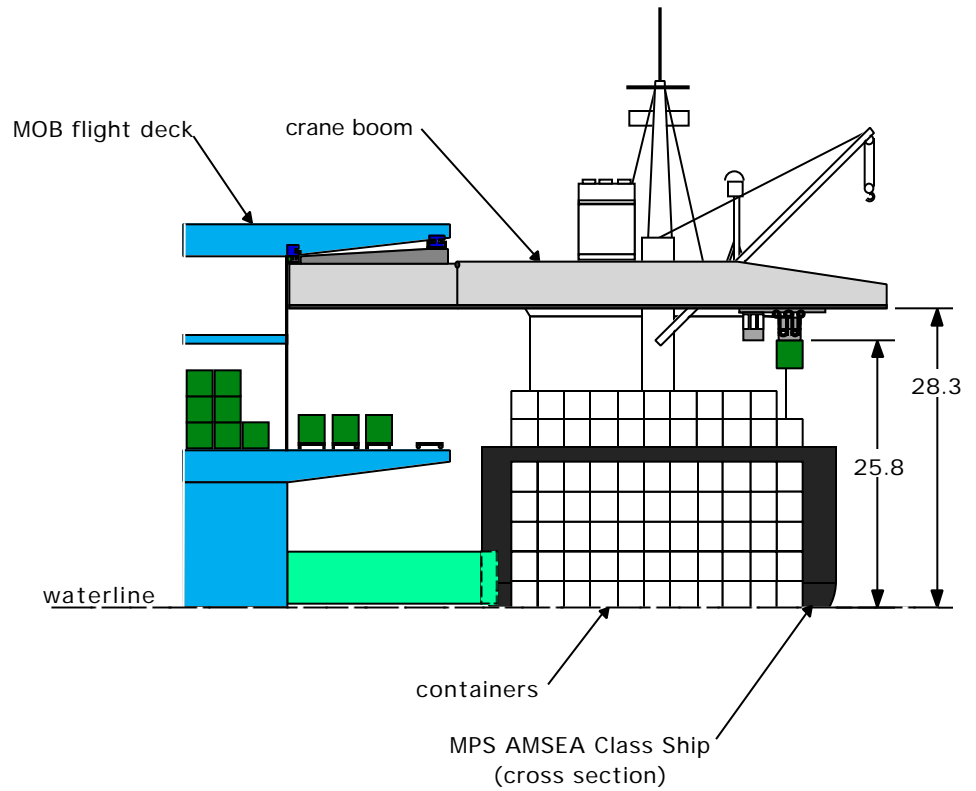 MOB flight deck
crane boom
28.3
25.8
waterline
containers
MPS AMSEA Class Ship
(cross section)